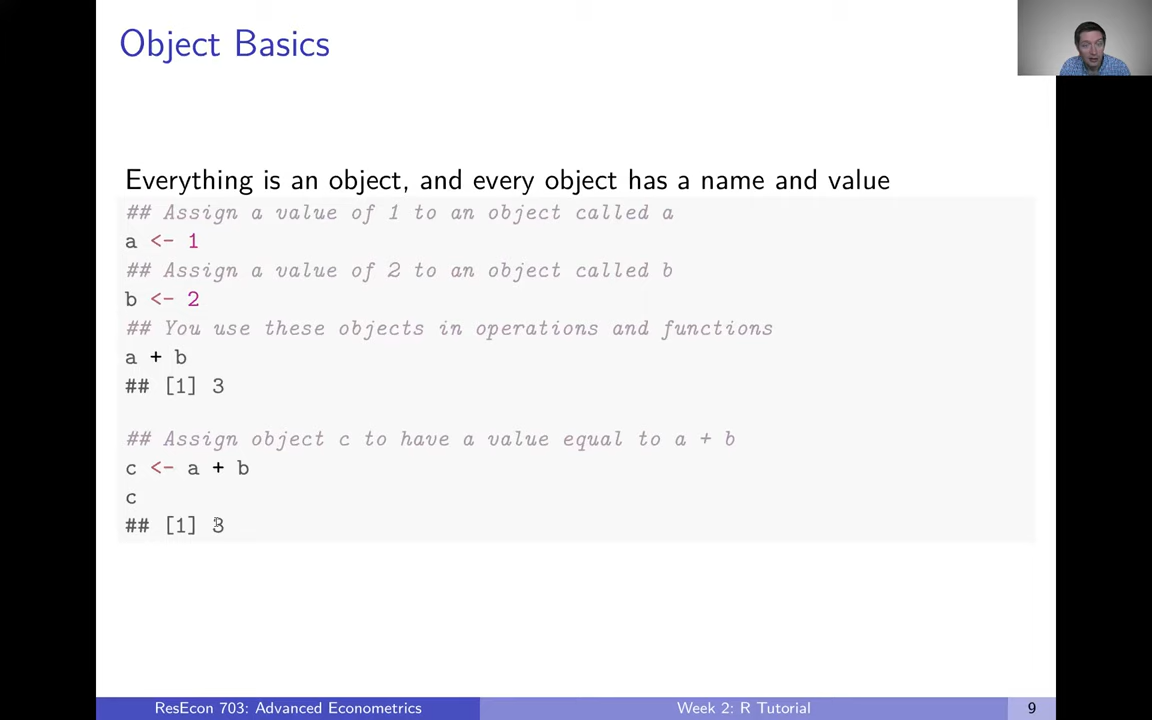 Object Basics
Everything is an object, and every object has a name and value
## Assign a value of 1 to an object called a
a <- 1
## Assign a value of 2 to an object called b
b <- 2
## You use these objects in operations and functions
a + b
## [1] 3
## Assign object c to have a value equal to a + b
c <- a + b
c
## [1] 3
ResEcon 703: Advanced Econometrics
Week 2: R Tutorial
9